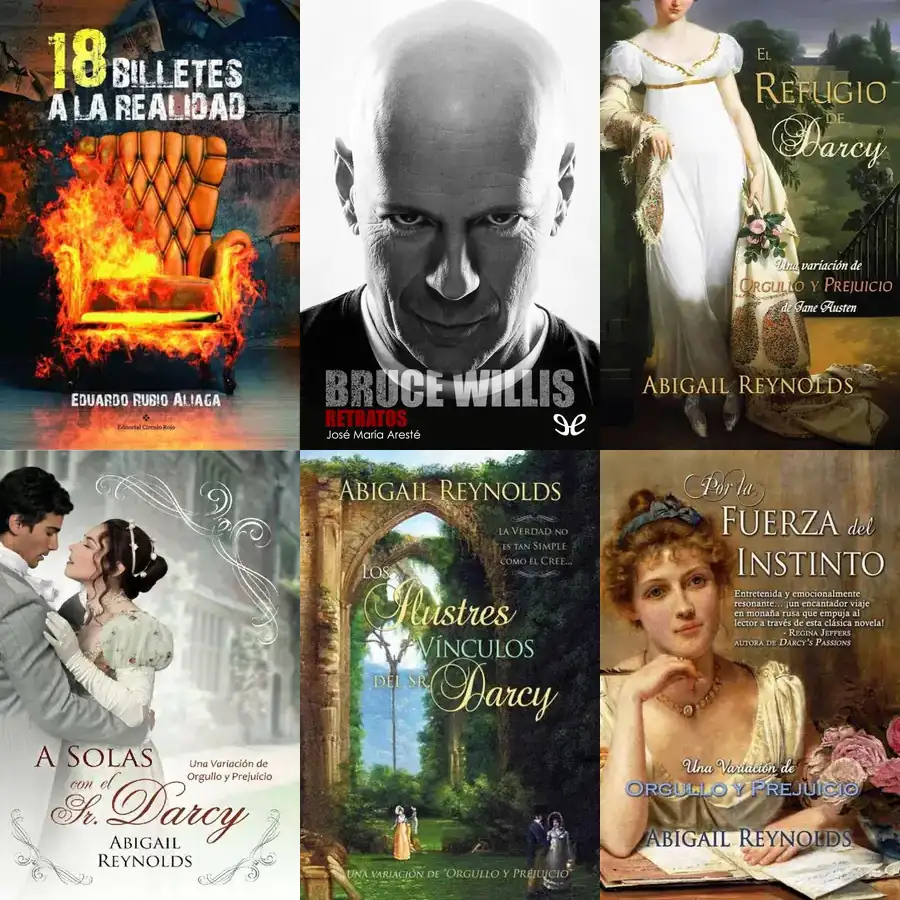 18 BILLETES
A LA REALIDAD
EDUARDO RUBIO ALIAGA
Editorial Círculo Rojo
BRUCE WILLIS
RETRATOS
José María Aresté
EL
REFUGIO
DE
Darcy
Una variación de
ORGULLO Y PREJUICIO
de Jane Austen
ABIGAIL REYNOLDS
A SOLAS
con el
Sr. Darcy
Una Variación de
Orgullo y Prejuicio
ABIGAIL
REYNOLDS
ABIGAIL REYNOLDS
LA VERDAD NO
ES TAN SIMPLE
COMO ÉL CREE...
LOS
Ilustres
VÍNCULOS
DEL SR. Darcy
UNA VARIACIÓN DE "ORGULLO Y PREJUICIO"
Por la
FUERZA del
INSTINTO
Entretenida y emocionalmente
resonante... ¡un encantador viaje
en montaña rusa que empuja al
lector a través de esta clásica novela!
- REGINA JEFFERS
AUTORA DE DARCY'S PASSIONS
Una Variación de
ORGULLO Y PREJUICIO
ABIGAIL REYNOLDS